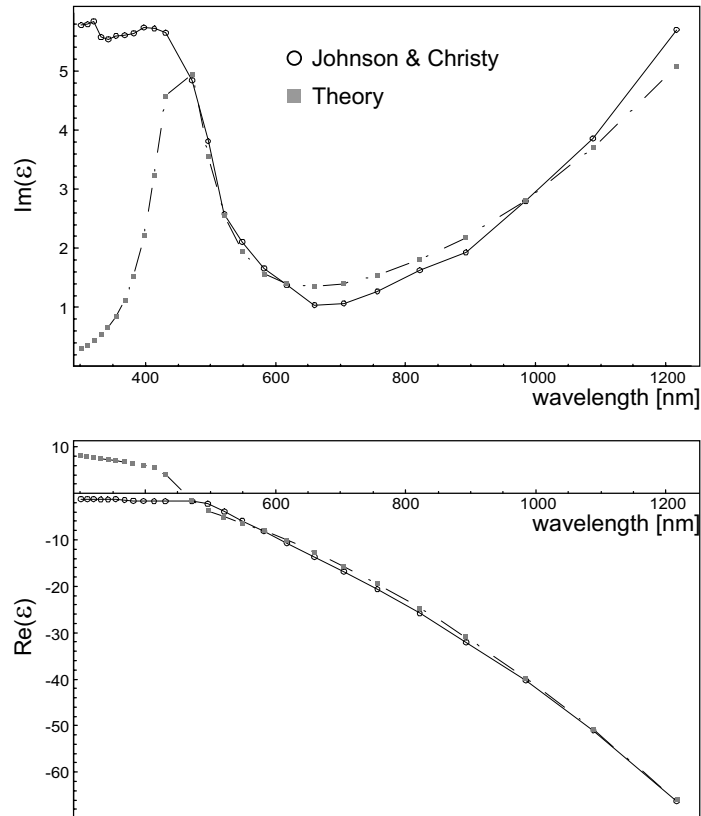 Im(ε)
5
4
3
2
1
○ Johnson & Christy
■ Theory
400 600 800 1000 1200
wavelength [nm]
Re(ε)
10
-10
-20
-30
-40
-50
-60
600 800 1000 1200
wavelength [nm]